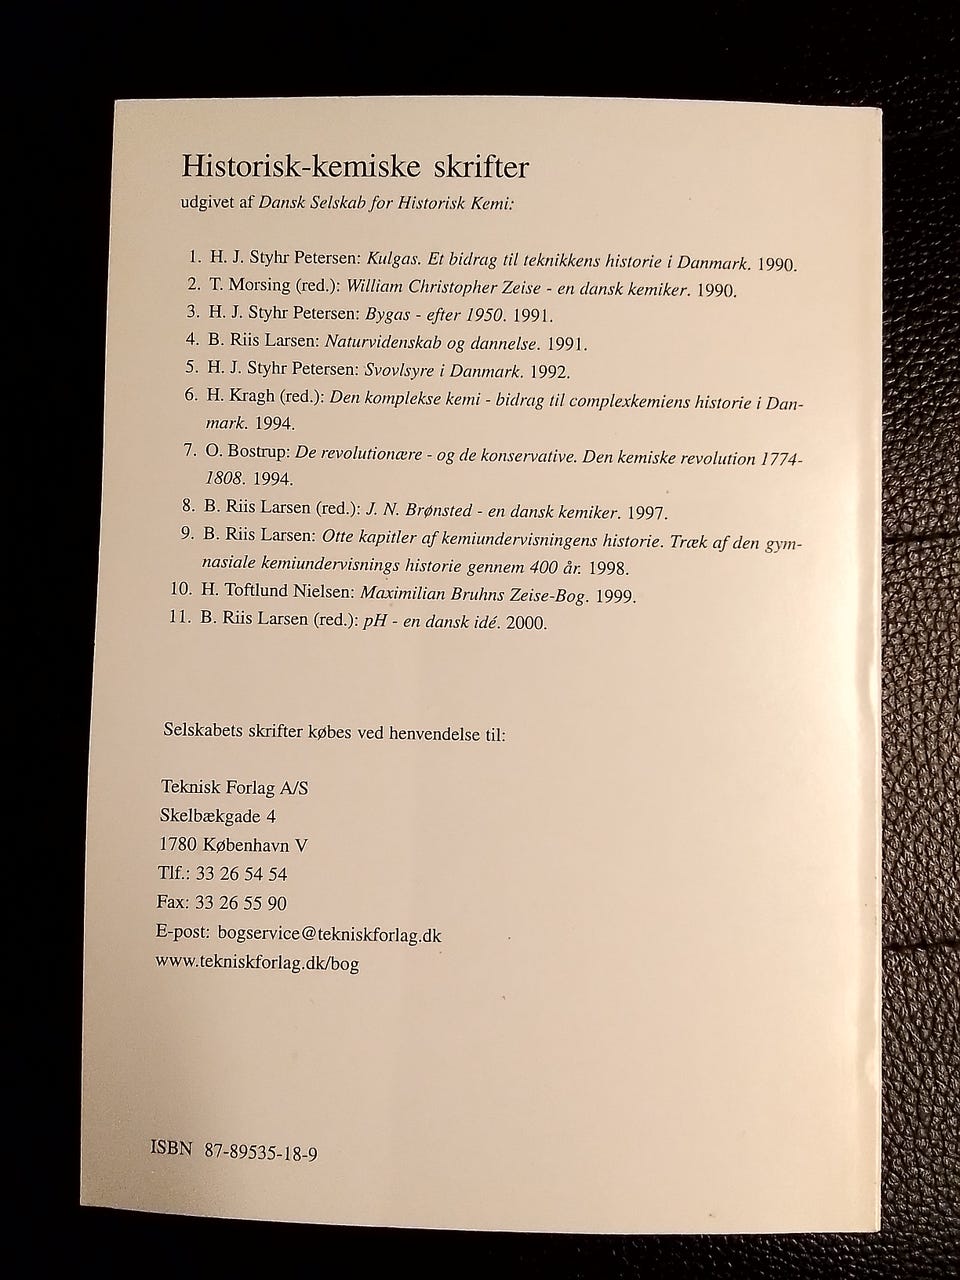 Historisk-kemiske skrifter
udgivet af Dansk Selskab for Historisk Kemi:
1. H. J. Styhr Petersen: Kulgas. Et bidrag til teknikkens historie i Danmark. 1990.
2. T. Morsing (red.): William Christopher Zeise - en dansk kemiker. 1990.
3. H. J. Styhr Petersen: Bygas - efter 1950. 1991.
4. B. Riis Larsen: Naturvidenskab og dannelse. 1991.
5. H. J. Styhr Petersen: Svovlsyre i Danmark. 1992.
6. H. Kragh (red.): Den komplekse kemi - bidrag til complexkemiens historie i Dan-
mark. 1994.
7. O. Bostrup: De revolutionære - og de konservative. Den kemiske revolution 1774-
1808. 1994.
8. B. Riis Larsen (red.): J. N. Brønsted - en dansk kemiker. 1997.
9. B. Riis Larsen: Otte kapitler af kemiundervisningens historie. Træk af den gym-
nasiale kemiundervisnings historie gennem 400 år. 1998.
10. H. Toftlund Nielsen: Maximilian Bruhns Zeise-Bog. 1999.
11. B. Riis Larsen (red.): pH - en dansk idé. 2000.
Selskabets skrifter købes ved henvendelse til:
Teknisk Forlag A/S
Skelbækgade 4
1780 København V
Tlf.: 33 26 54 54
Fax: 33 26 55 90
E-post: bogservice@tekniskforlag.dk
www.tekniskforlag.dk/bog
ISBN 87-89535-18-9